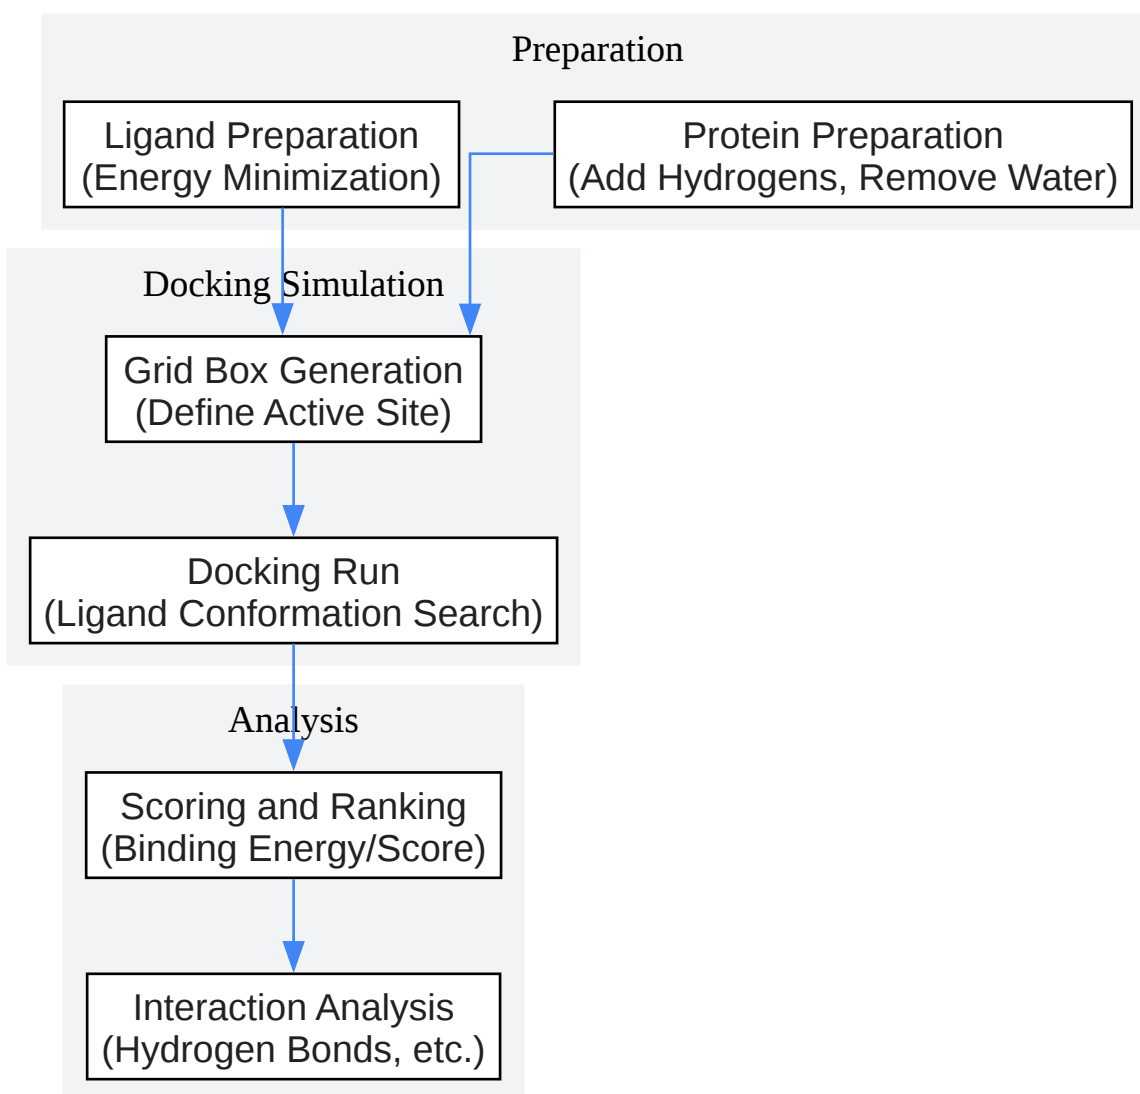 Preparation
Ligand Preparation
(Energy Minimization)
Protein Preparation
(Add Hydrogens, Remove Water)
Docking Simulation
Grid Box Generation
(Define Active Site)
Docking Run
(Ligand Conformation Search)
Analysis
Scoring and Ranking
(Binding Energy/Score)
Interaction Analysis
(Hydrogen Bonds, etc.)